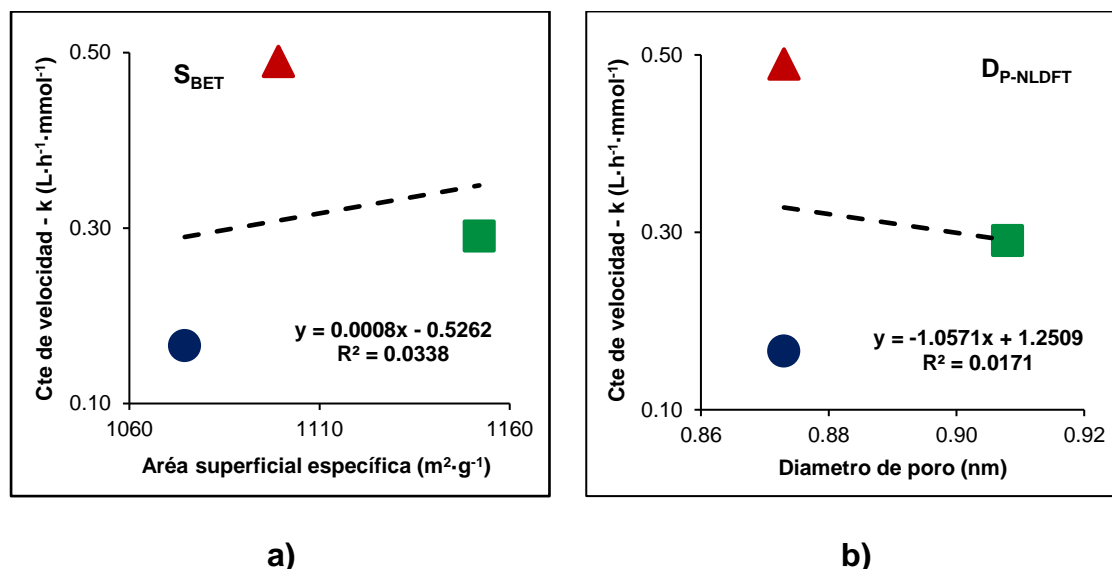 Cte de velocidad - k (L·h⁻¹·mmol⁻¹)
0.50
0.30
0.10
S_BET
y = 0.0008x - 0.5262
R² = 0.0338
1060
1110
1160
Aréa superficial específica (m²·g⁻¹)
a)
Cte de velocidad - k (L·h⁻¹·mmol⁻¹)
0.50
0.30
0.10
D_P-NLDFT
y = -1.0571x + 1.2509
R² = 0.0171
0.86
0.88
0.90
0.92
Diametro de poro (nm)
b)